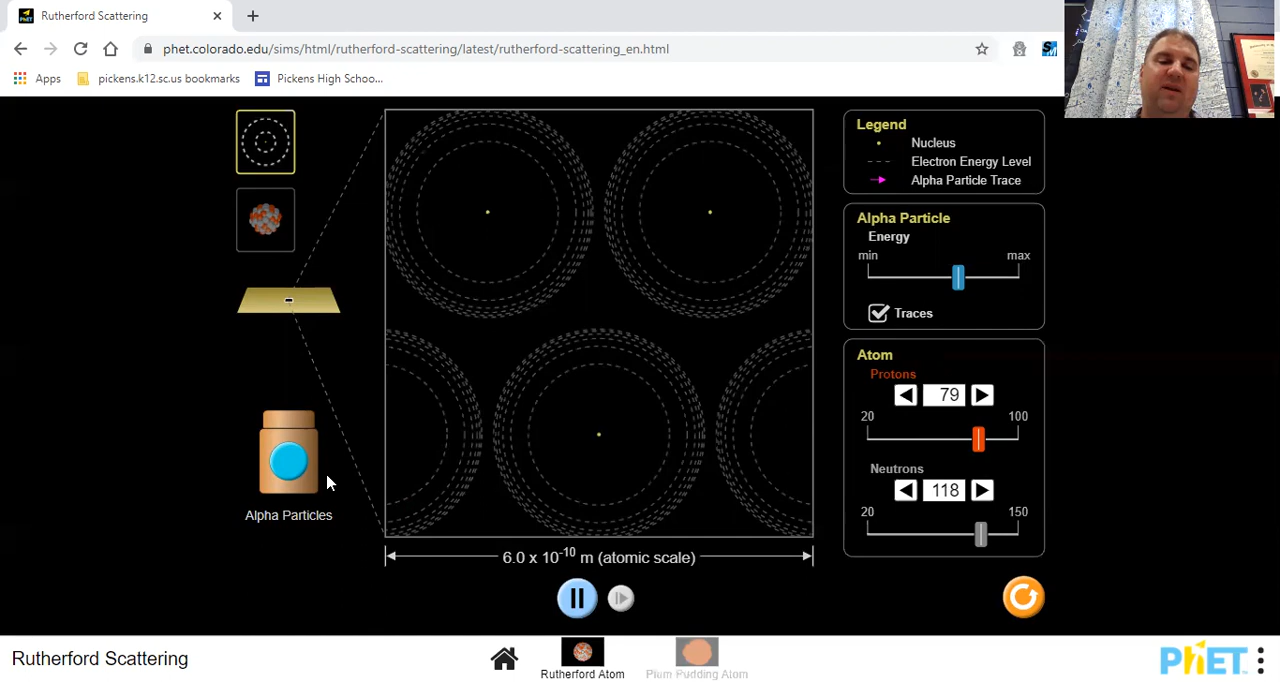 Rutherford Scattering
phet.colorado.edu/sims/html/rutherford-scattering/latest/rutherford-scattering_en.html
Apps pickens.k12.sc.us bookmarks Pickens High Schoo...
Legend
Nucleus
Electron Energy Level
Alpha Particle Trace
Alpha Particle
Energy
min max
Traces
Atom
Protons
79
20 100
Neutrons
118
20 150
Alpha Particles
6.0 x 10⁻¹⁰ m (atomic scale)
Rutherford Scattering
Rutherford Atom
Plum Pudding Atom
PhET